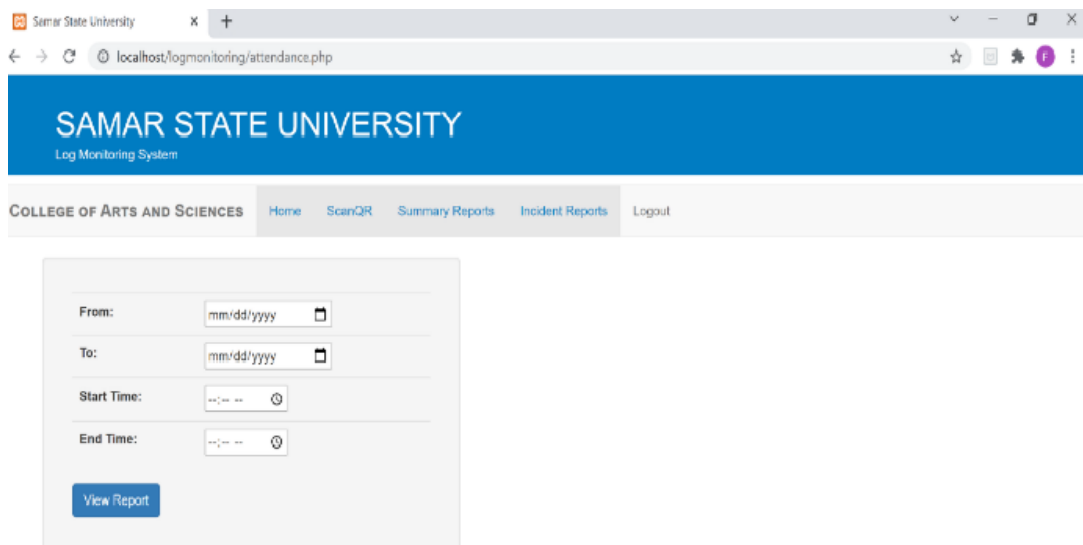 Samar State University
localhost/logmonitoring/attendance.php
F
SAMAR STATE UNIVERSITY
Log Monitoring System
COLLEGE OF ARTS AND SCIENCES Home ScanQR Summary Reports Incident Reports Logout
From: mm/dd/yyyy
To: mm/dd/yyyy
Start Time: --:-- --
End Time: --:-- --
View Report